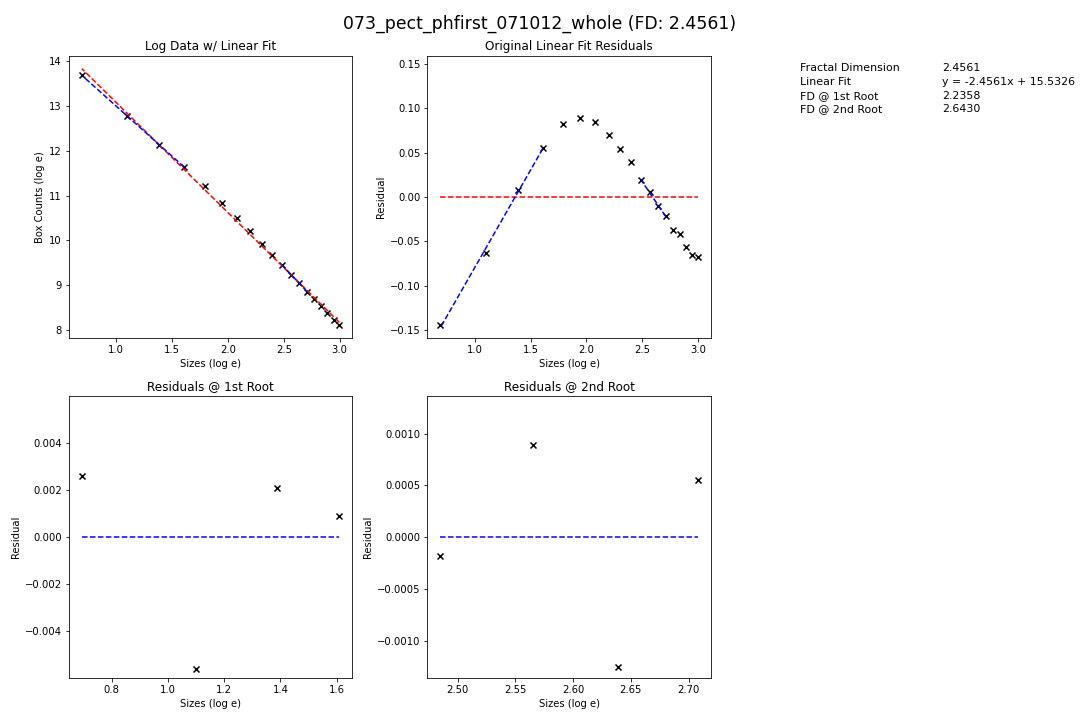 073_pect_phfirst_071012_whole (FD: 2.4561)
Log Data w/ Linear Fit
14
13
12
11
10
9
8
Box Counts (log e)
1.0 1.5 2.0 2.5 3.0
Sizes (log e)
Original Linear Fit Residuals
0.15
0.10
0.05
0.00
−0.05
−0.10
−0.15
Residual
1.0 1.5 2.0 2.5 3.0
Sizes (log e)
Fractal Dimension 2.4561
Linear Fit y = -2.4561x + 15.5326
FD @ 1st Root 2.2358
FD @ 2nd Root 2.6430
Residuals @ 1st Root
0.004
0.002
0.000
−0.002
−0.004
Residual
0.8 1.0 1.2 1.4 1.6
Sizes (log e)
Residuals @ 2nd Root
0.0010
0.0005
0.0000
−0.0005
−0.0010
Residual
2.50 2.55 2.60 2.65 2.70
Sizes (log e)